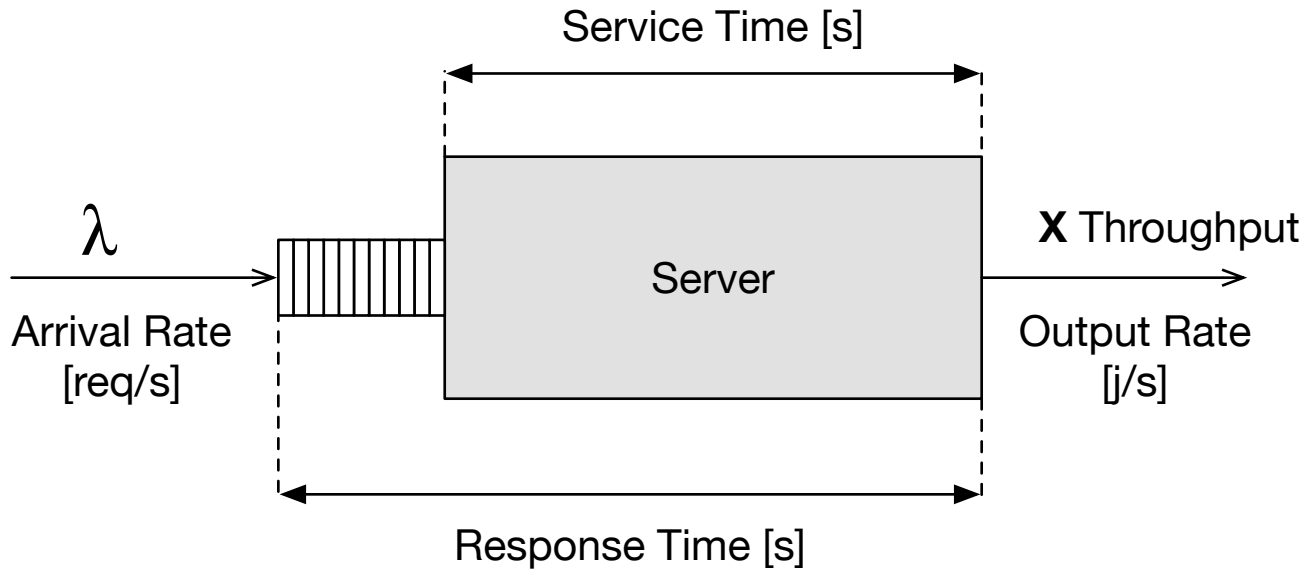 Service Time [s]
λ
X Throughput
Server
Arrival Rate
[req/s]
Output Rate
[j/s]
Response Time [s]